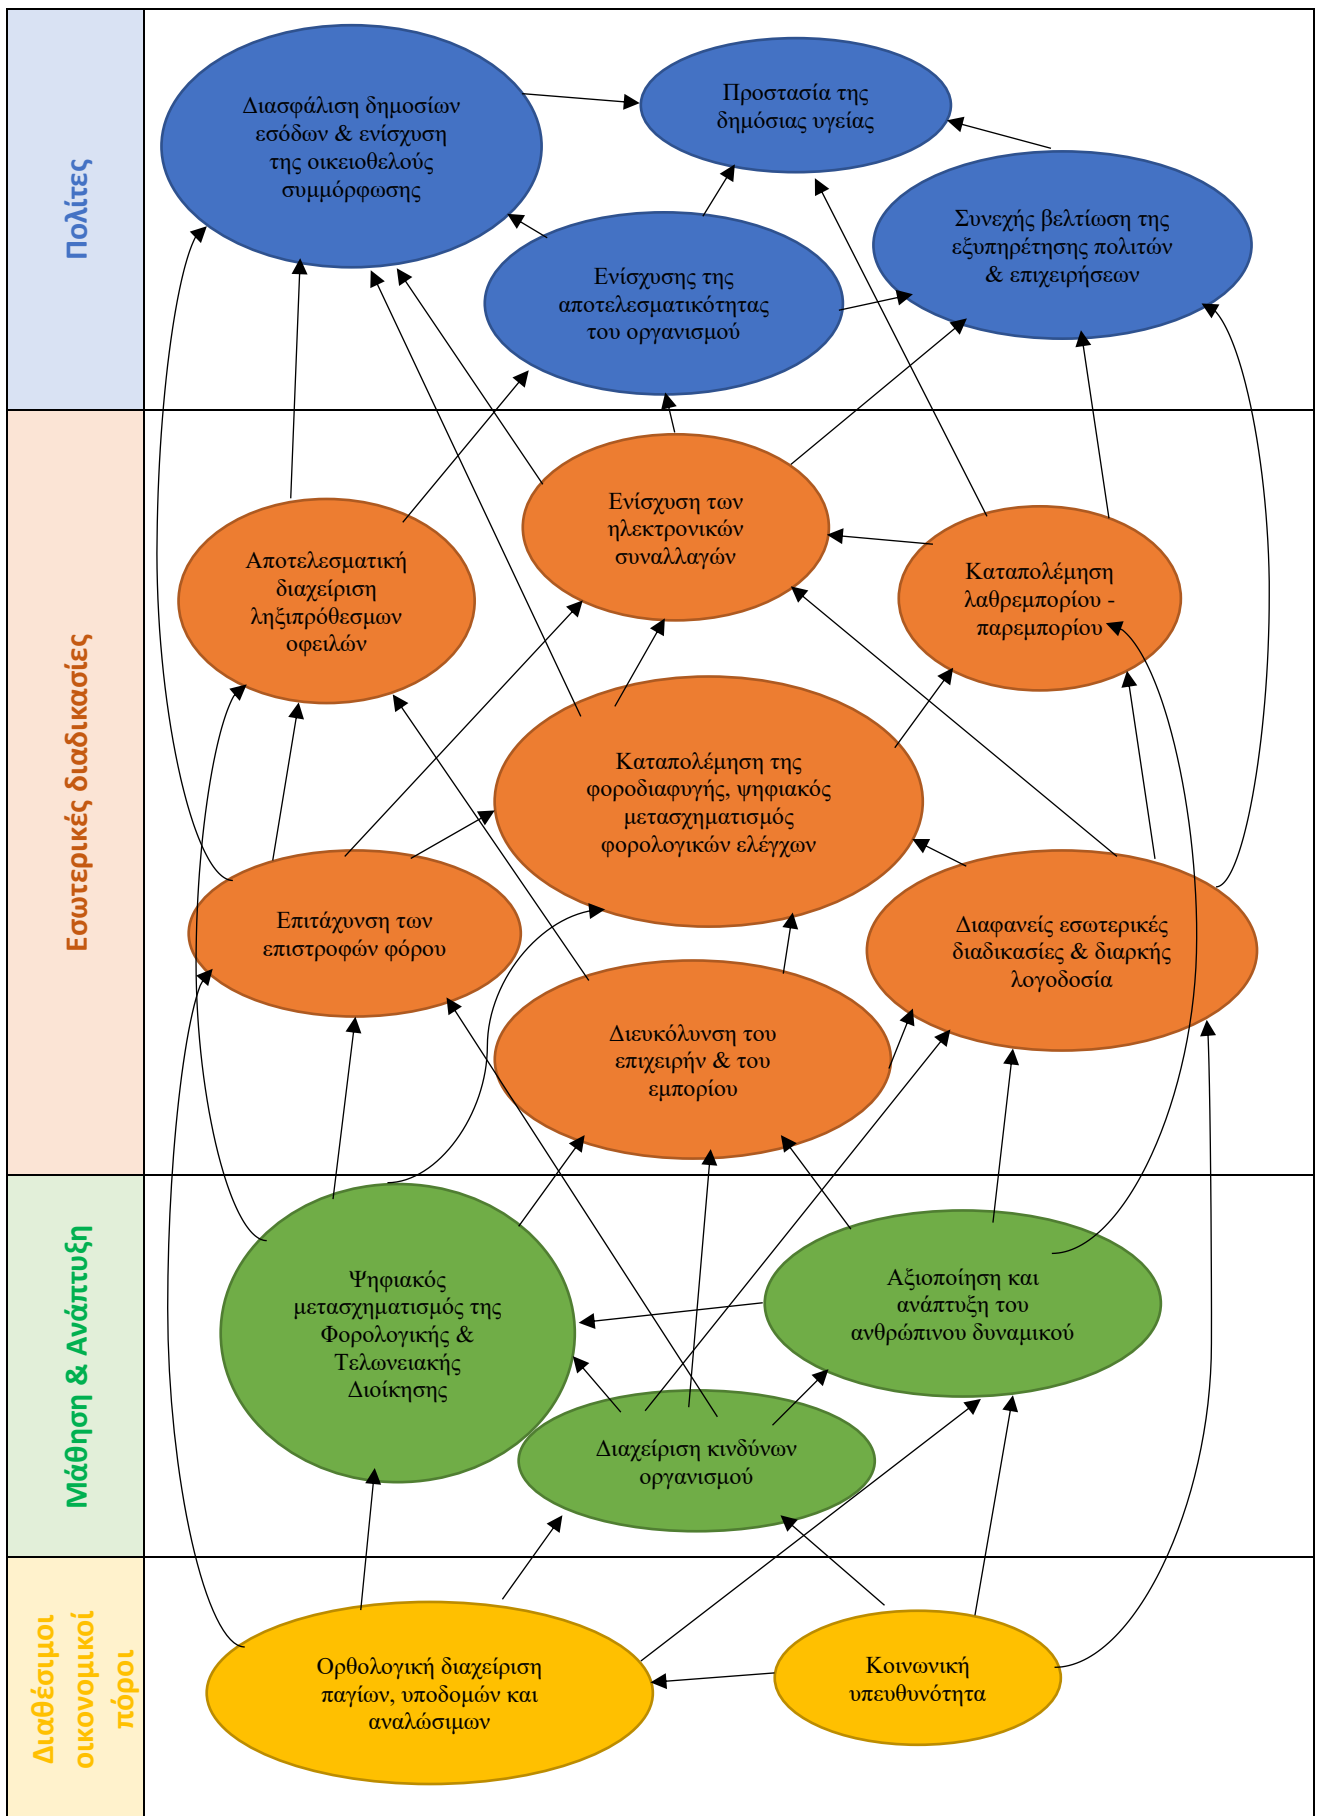 Πολίτες
Διασφάλιση δημοσίων
εσόδων & ενίσχυση
της οικειοθελούς
συμμόρφωσης
Προστασία της
δημόσιας υγείας
Ενίσχυσης της
αποτελεσματικότητας
του οργανισμού
Συνεχής βελτίωση της
εξυπηρέτησης πολιτών
& επιχειρήσεων
Εσωτερικές διαδικασίες
Αποτελεσματική
διαχείριση
ληξιπρόθεσμων
οφειλών
Ενίσχυση των
ηλεκτρονικών
συναλλαγών
Καταπολέμηση
λαθρεμπορίου -
παρεμπορίου
Καταπολέμηση της
φοροδιαφυγής, ψηφιακός
μετασχηματισμός
φορολογικών ελέγχων
Επιτάχυνση των
επιστροφών φόρου
Διαφανείς εσωτερικές
διαδικασίες & διαρκής
λογοδοσία
Διευκόλυνση του
επιχειρήν & του
εμπορίου
Μάθηση & Ανάπτυξη
Ψηφιακός
μετασχηματισμός της
Φορολογικής &
Τελωνειακής
Διοίκησης
Αξιοποίηση και
ανάπτυξη του
ανθρώπινου δυναμικού
Διαχείριση κινδύνων
οργανισμού
Διαθέσιμοι
οικονομικοί
πόροι
Ορθολογική διαχείριση
παγίων, υποδομών και
αναλώσιμων
Κοινωνική
υπευθυνότητα